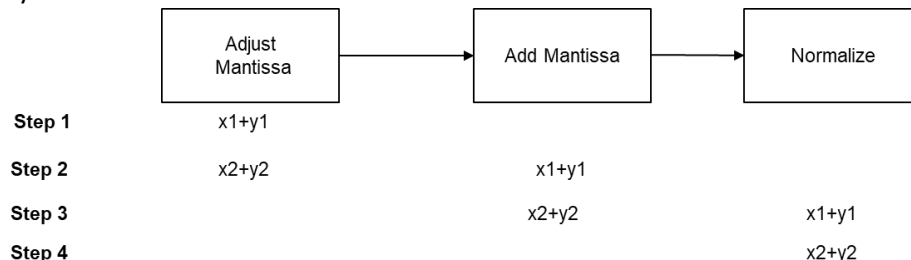 Adjust
Mantissa
Add Mantissa
Normalize
Step 1 x1+y1
Step 2 x2+y2 x1+y1
Step 3 x2+y2 x1+y1
Step 4 x2+y2